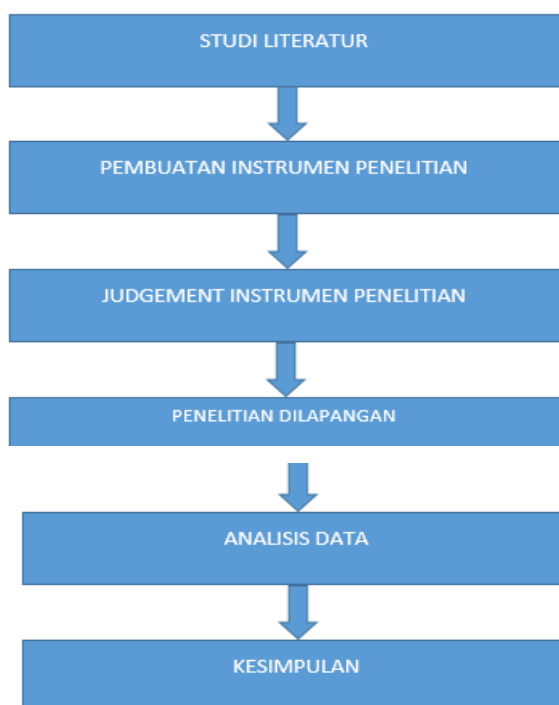 STUDI LITERATUR
PEMBUATAN INSTRUMEN PENELITIAN
JUDGEMENT INSTRUMEN PENELITIAN
PENELITIAN DILAPANGAN
ANALISIS DATA
KESIMPULAN